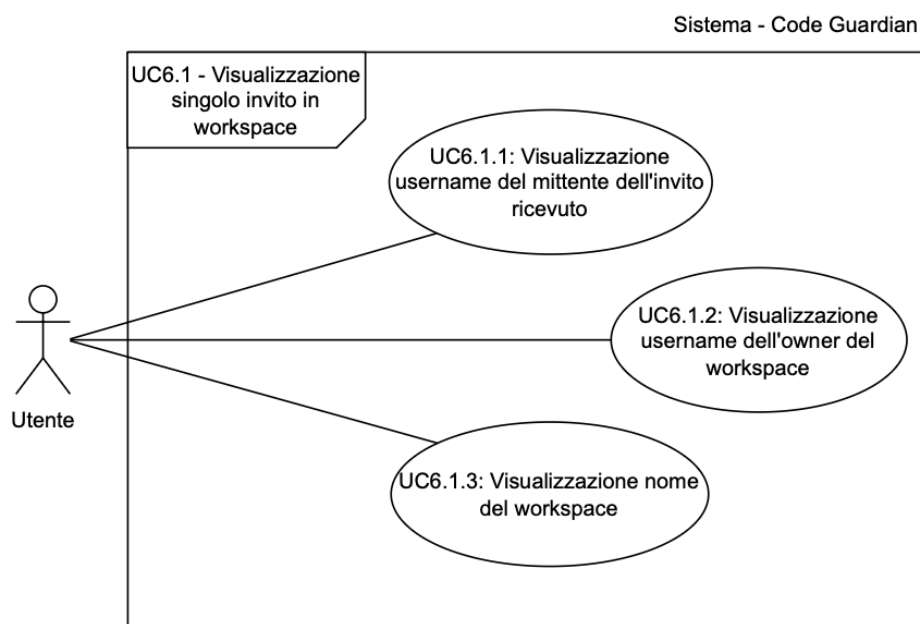 Sistema - Code Guardian
UC6.1 - Visualizzazione
singolo invito in
workspace
UC6.1.1: Visualizzazione
username del mittente dell'invito
ricevuto
UC6.1.2: Visualizzazione
username dell'owner del
workspace
Utente
UC6.1.3: Visualizzazione nome
del workspace